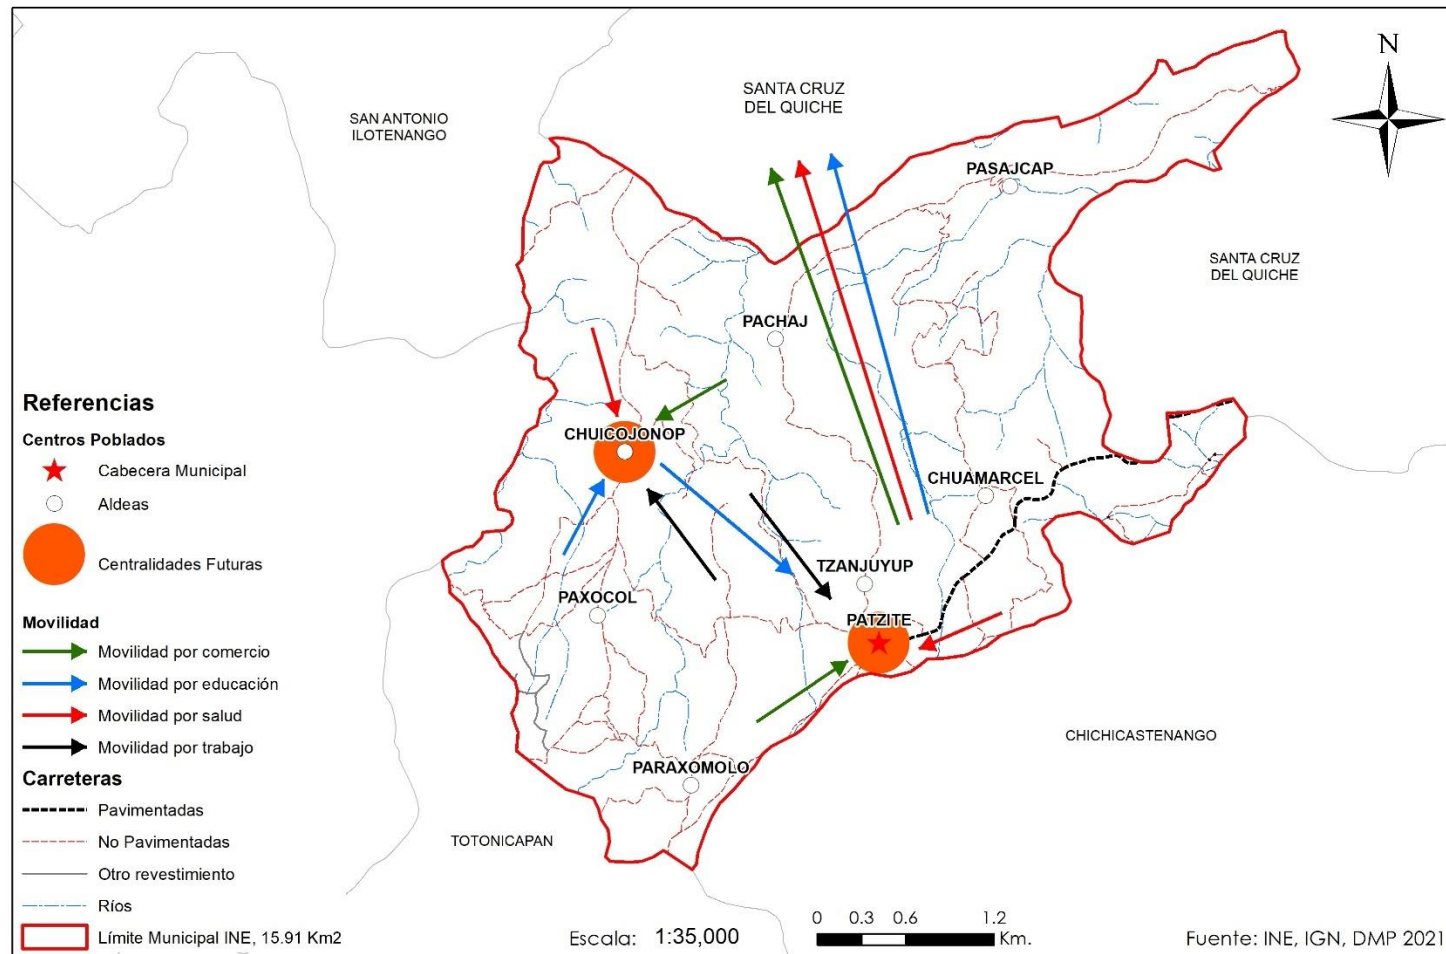 SAN ANTONIO
ILOTENANGO
SANTA CRUZ
DEL QUICHE
N
PASAJCAP
SANTA CRUZ
DEL QUICHE
PACHAJ
CHUICOJONOP
CHUAMARCEL
TZANJUYUP
PAXOCOL
PATZITE
PARAXOMOLO
CHICHICASTENANGO
TOTONICAPAN
Referencias
Centros Poblados
Cabecera Municipal
Aldeas
Centralidades Futuras
Movilidad
Movilidad por comercio
Movilidad por educación
Movilidad por salud
Movilidad por trabajo
Carreteras
Pavimentadas
No Pavimentadas
Otro revestimiento
Ríos
Límite Municipal INE, 15.91 Km2
Escala: 1:35,000
0 0.3 0.6 1.2
Km.
Fuente: INE, IGN, DMP 2021